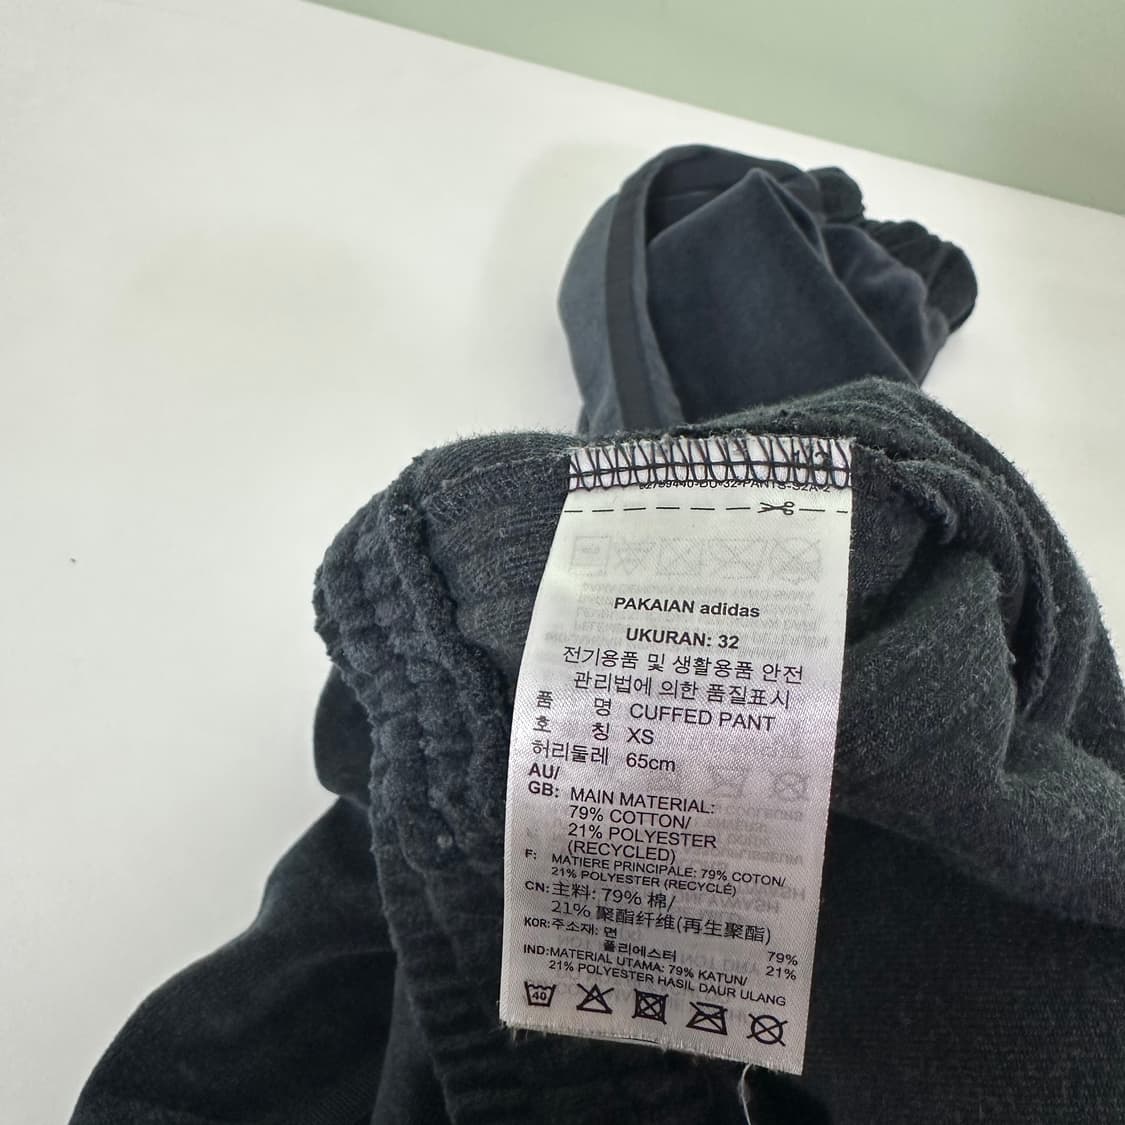 1/3
PAKAIAN adidas
UKURAN: 32
전기용품 및 생활용품 안전
관리법에 의한 품질표시
품 명 CUFFED PANT
호 칭 XS
허리둘레 65cm
AU/
GB: MAIN MATERIAL:
79% COTTON/
21% POLYESTER
(RECYCLED)
F: MATIERE PRINCIPALE: 79% COTON/
21% POLYESTER (RECYCLÉ)
CN: 主料: 79% 棉/
21% 聚酯纤维(再生聚酯)
KOR: 주소재: 면 79%
폴리에스터 21%
IND: MATERIAL UTAMA: 79% KATUN/
21% POLYESTER HASIL DAUR ULANG
40